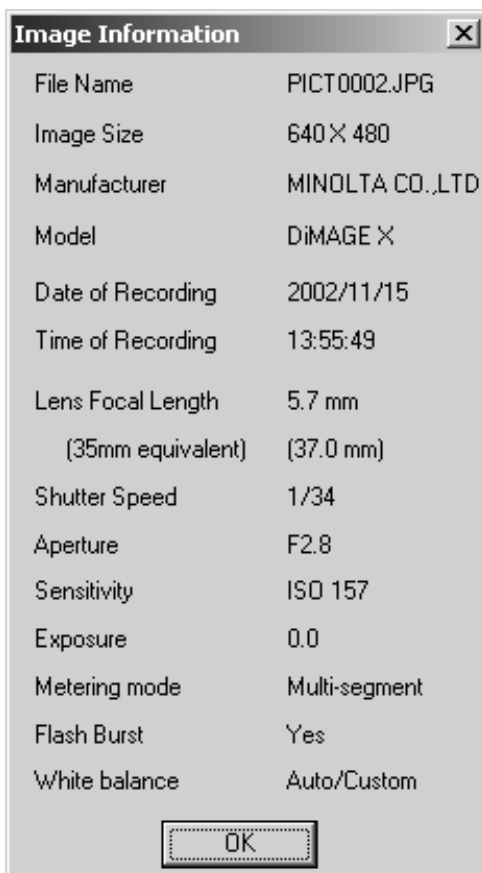 Image Information
File Name PICT0002.JPG
Image Size 640 X 480
Manufacturer MINOLTA CO.,LTD
Model DiMAGE X
Date of Recording 2002/11/15
Time of Recording 13:55:49
Lens Focal Length 5.7 mm
(35mm equivalent) (37.0 mm)
Shutter Speed 1/34
Aperture F2.8
Sensitivity ISO 157
Exposure 0.0
Metering mode Multi-segment
Flash Burst Yes
White balance Auto/Custom
OK